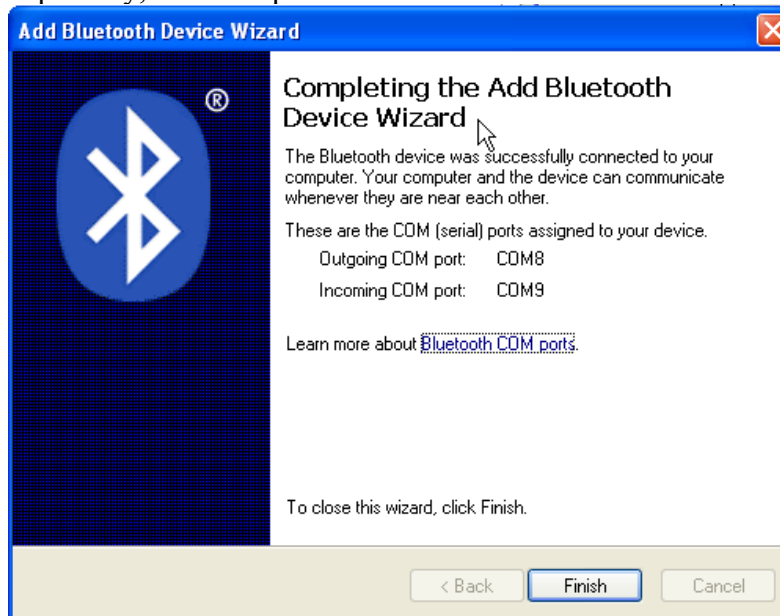 Add Bluetooth Device Wizard
®
Completing the Add Bluetooth
Device Wizard
The Bluetooth device was successfully connected to your
computer. Your computer and the device can communicate
whenever they are near each other.
These are the COM (serial) ports assigned to your device.
Outgoing COM port: COM8
Incoming COM port: COM9
Learn more about Bluetooth COM ports.
To close this wizard, click Finish.
< Back Finish Cancel